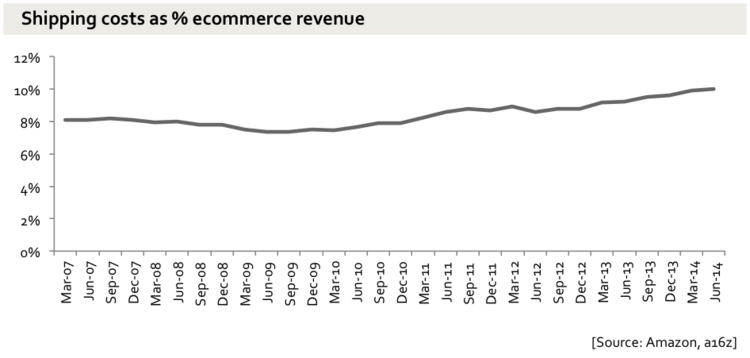 Shipping costs as % ecommerce revenue
12%
10%
8%
6%
4%
2%
0%
Mar-07
Jun-07
Sep-07
Dec-07
Mar-08
Jun-08
Sep-08
Dec-08
Mar-09
Jun-09
Sep-09
Dec-09
Mar-10
Jun-10
Sep-10
Dec-10
Mar-11
Jun-11
Sep-11
Dec-11
Mar-12
Jun-12
Sep-12
Dec-12
Mar-13
Jun-13
Sep-13
Dec-13
Mar-14
Jun-14
[Source: Amazon, a16z]